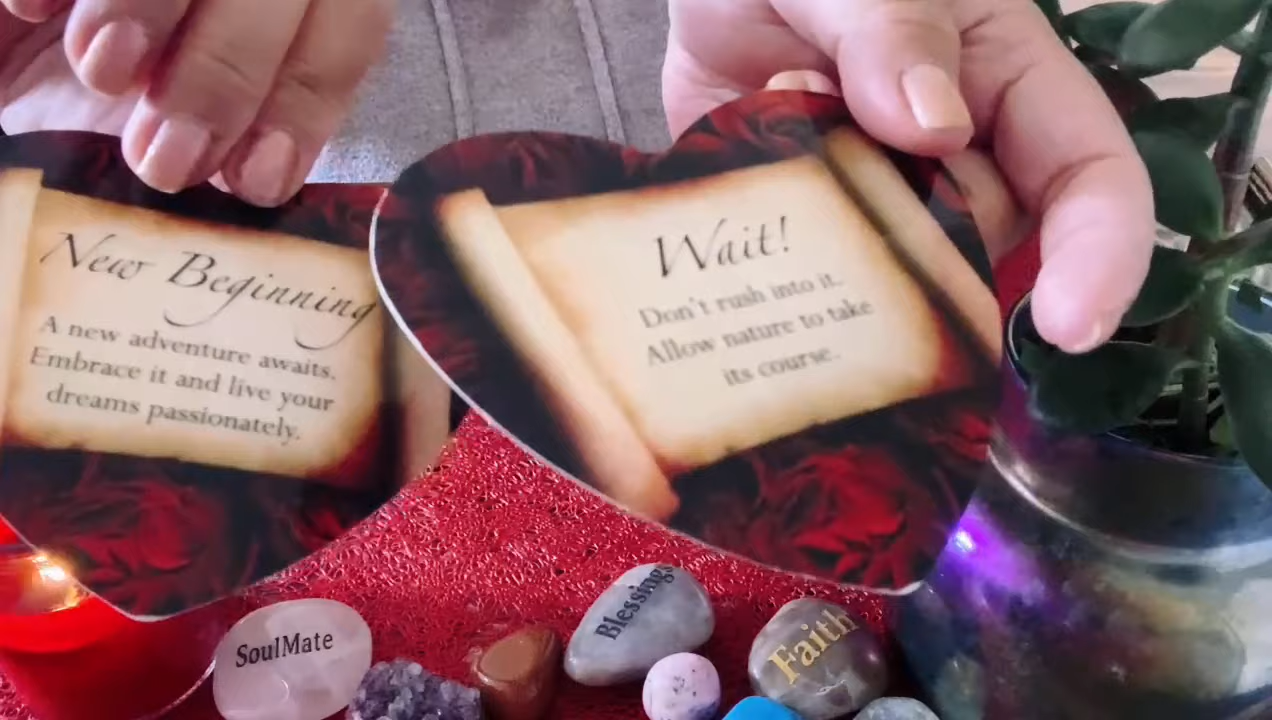 New Beginning
A new adventure awaits.
Embrace it and live your
dreams passionately.
Wait!
Don't rush into it.
Allow nature to take
its course.
SoulMate
Blessings
Faith